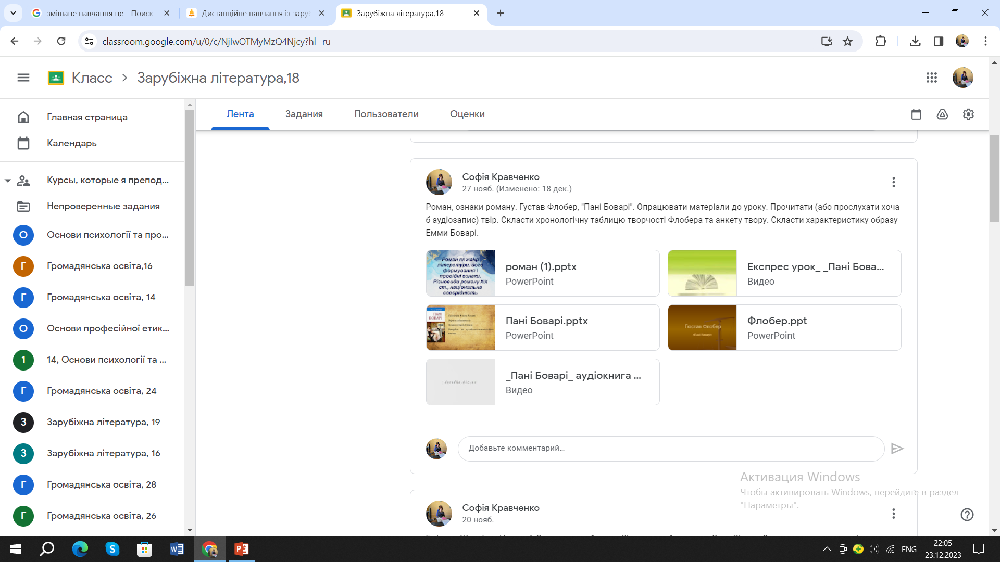 змішане навчання це - Поиск
Дистанційне навчання із заруб
Зарубіжна література,18
classroom.google.com/u/0/c/NjIwOTMyMzQ4Njcy?hl=ru
Класс > Зарубіжна література,18
Главная страница
Календарь
Курсы, которые я препод...
Непроверенные задания
О Основи психології та про...
Г Громадянська освіта,16
Г Громадянська освіта, 14
О Основи професійної етик...
1 14, Основи психології та ...
Г Громадянська освіта, 24
З Зарубіжна література, 19
З Зарубіжна література, 16
Г Громадянська освіта, 28
Г Громадянська освіта, 26
Лента Задания Пользователи Оценки
Софія Кравченко
27 нояб. (Изменено: 18 дек.)
Роман, ознаки роману. Густав Флобер, "Пані Боварі". Опрацювати матеріали до уроку. Прочитати (або прослухати хоча
б аудіозапис) твір. Скласти хронологічну таблицю творчості Флобера та анкету твору. Скласти характеристику образу
Емми Боварі.
Роман як жанр
літератури, його
формування і
провідні ознаки.
Різновиди роману XIX
ст., національна
своєрідність
роман (1).pptx
PowerPoint
Експрес урок_ _Пані Бова...
Видео
ПАНІ
БОВАРІ
Пані Боварі.pptx
PowerPoint
Гюстав Флобер
«Пані Боварі»
Флобер.ppt
PowerPoint
dovidka.biz.ua
_Пані Боварі_ аудіокнига ...
Видео
Добавьте комментарий...
Активация Windows
Чтобы активировать Windows, перейдите в раздел
"Параметры".
Софія Кравченко
20 нояб.
ENG
22:05
23.12.2023